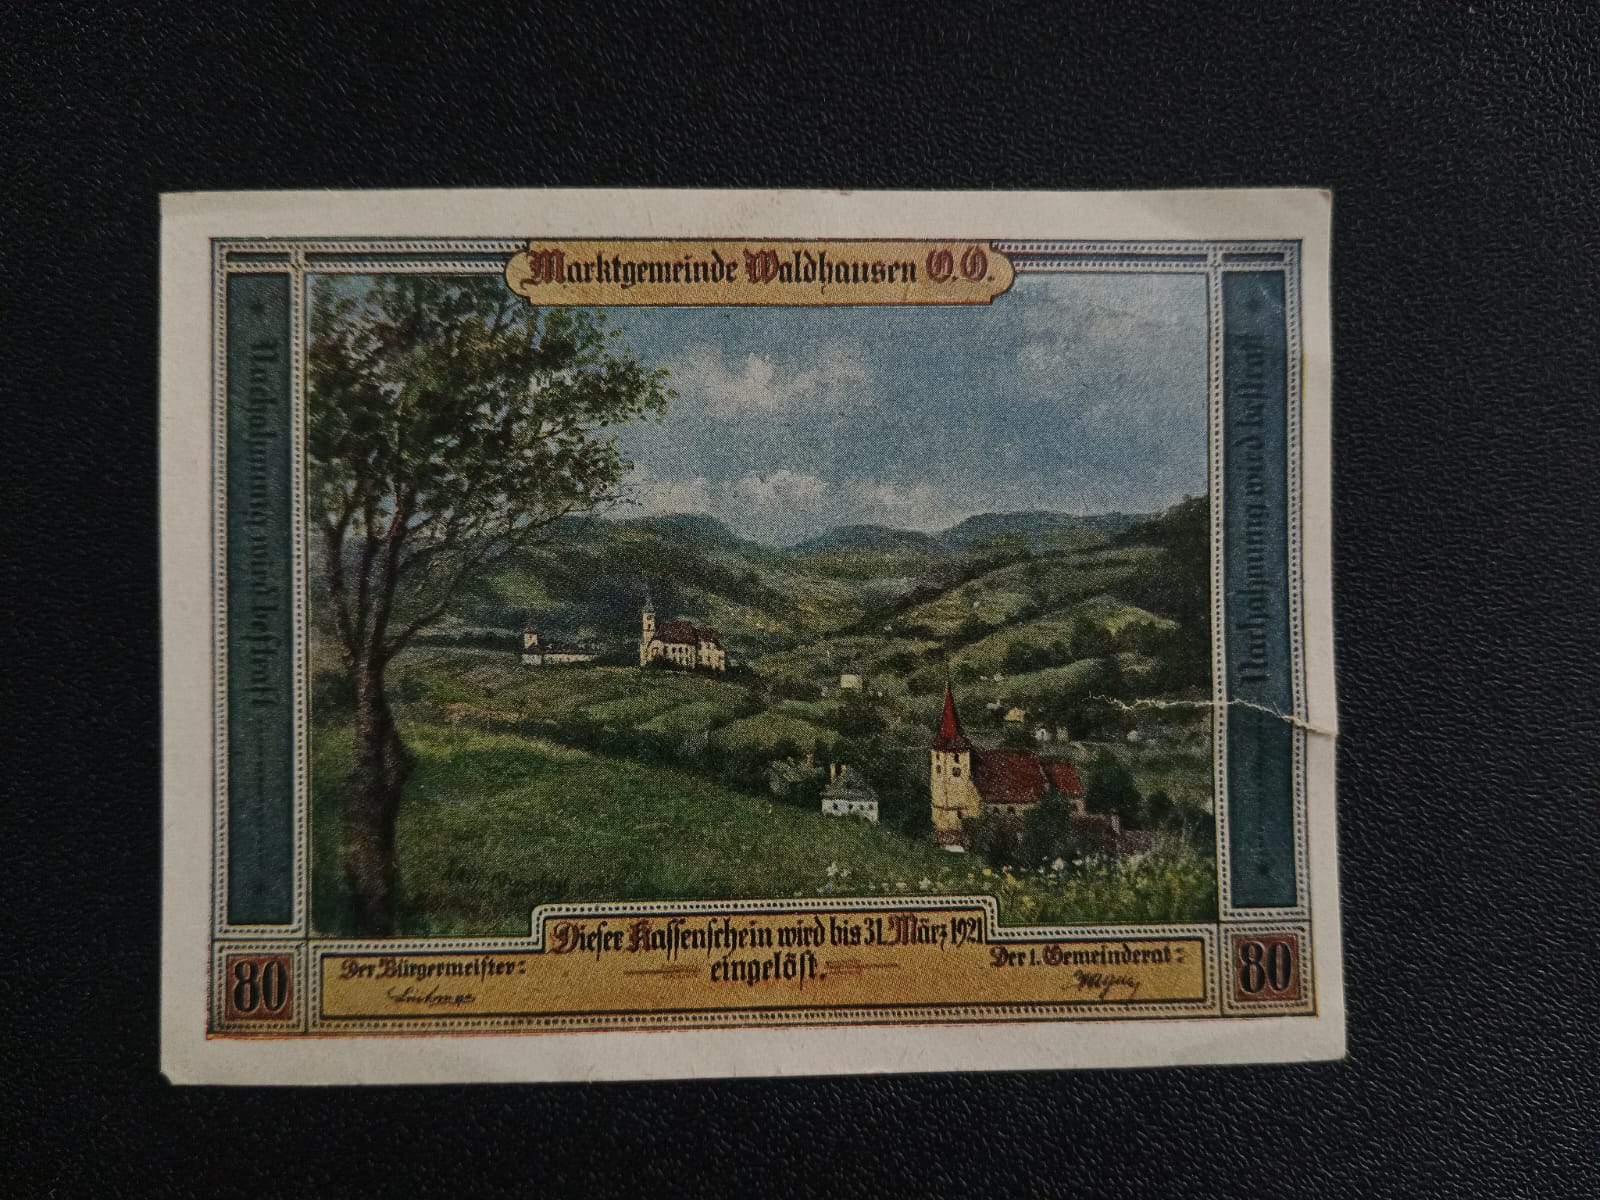 Marktgemeinde Waldhausen O.Ö.
Nachahmung wird bestraft
Nachahmung wird bestraft
Dieser Kassenschein wird bis 31. März 1921
eingelöst.
80
Der Bürgermeister:
Der 1. Gemeinderat:
80